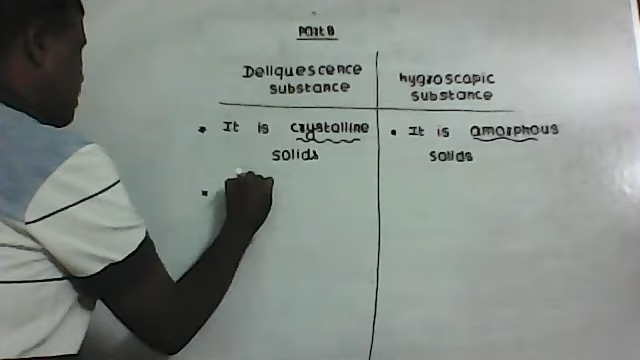 Part B
Deliquescence
substance
hygroscopic
substance
• It is crystalline
solids
• It is amorphous
solids
•